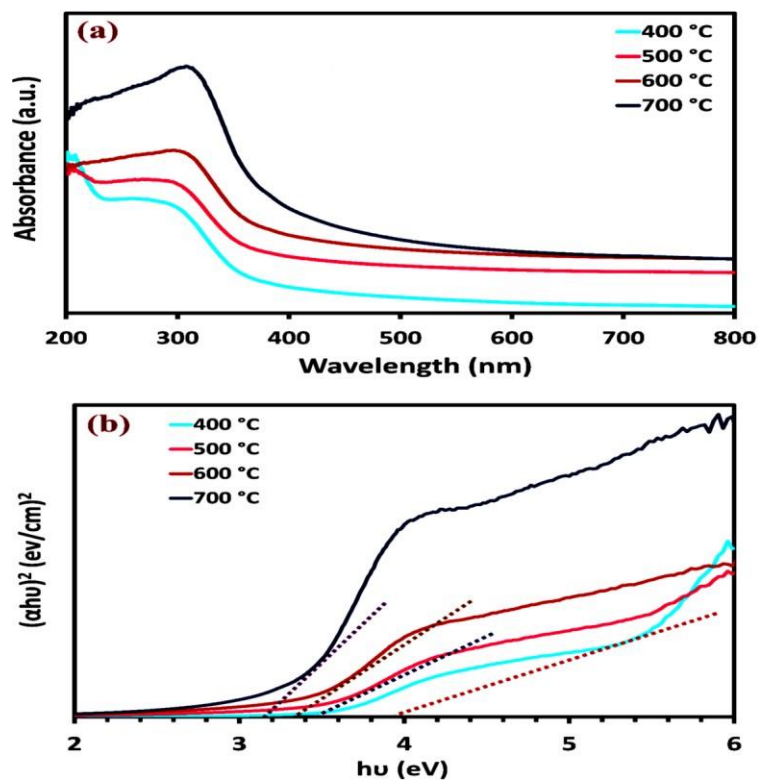 (a)
400 °C
500 °C
600 °C
700 °C
Absorbance (a.u.)
200 300 400 500 600 700 800
Wavelength (nm)
(b)
400 °C
500 °C
600 °C
700 °C
(αhυ)² (ev/cm)²
2 3 4 5 6
hυ (eV)